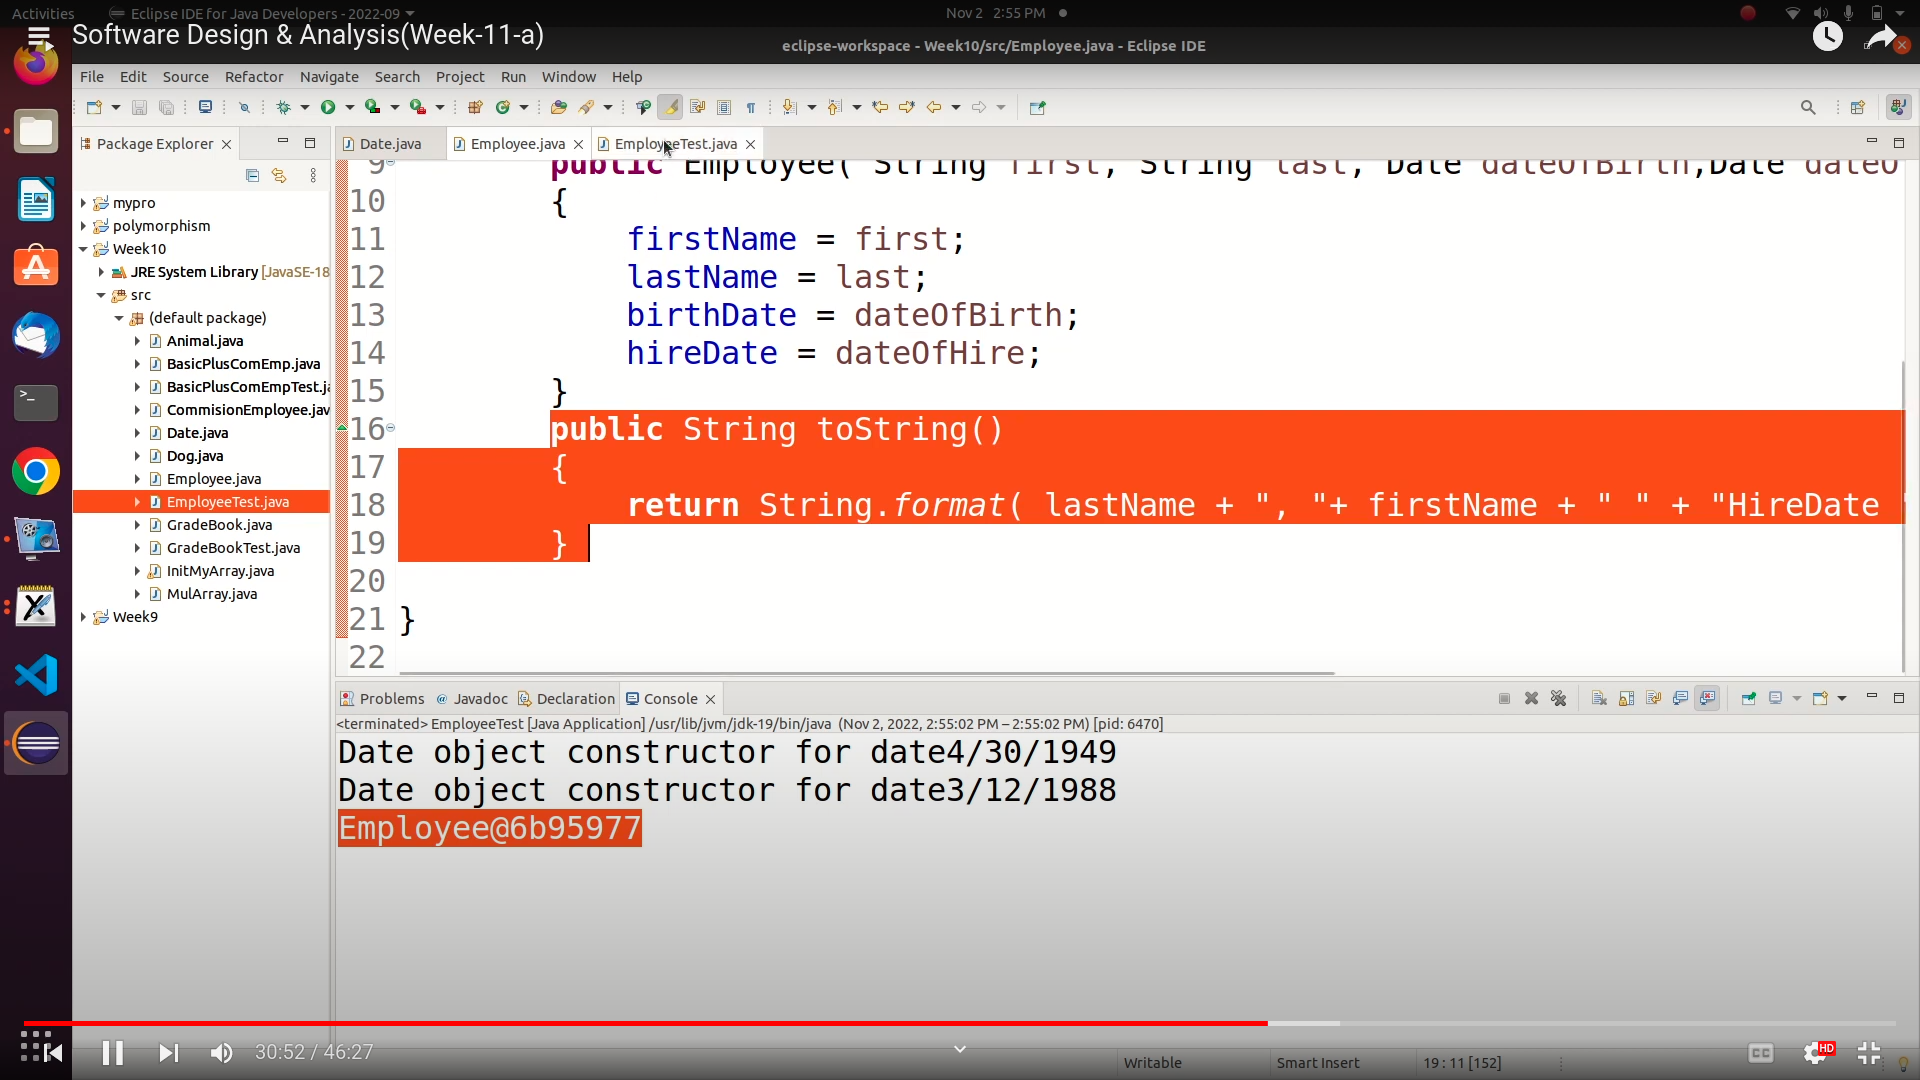 Activities
Eclipse IDE for Java Developers - 2022-09
Nov 2 2:55 PM
Software Design & Analysis(Week-11-a)
eclipse-workspace - Week10/src/Employee.java - Eclipse IDE
File Edit Source Refactor Navigate Search Project Run Window Help
Package Explorer
Date.java
Employee.java
EmployeeTest.java
mypro
polymorphism
Week10
JRE System Library [JavaSE-18
src
(default package)
Animal.java
BasicPlusComEmp.java
BasicPlusComEmpTest.ja
CommisionEmployee.jav
Date.java
Dog.java
Employee.java
EmployeeTest.java
GradeBook.java
GradeBookTest.java
InitMyArray.java
MulArray.java
Week9
9 public Employee( String first, String last, Date dateOfBirth,Date dateO
10 {
11 firstName = first;
12 lastName = last;
13 birthDate = dateOfBirth;
14 hireDate = dateOfHire;
15 }
16 public String toString()
17 {
18 return String.format( lastName + ", "+ firstName + " " + "HireDate "
19 }
20
21 }
22
Problems Javadoc Declaration Console
<terminated> EmployeeTest [Java Application] /usr/lib/jvm/jdk-19/bin/java (Nov 2, 2022, 2:55:02 PM – 2:55:02 PM) [pid: 6470]
Date object constructor for date4/30/1949
Date object constructor for date3/12/1988
Employee@6b95977
30:52 / 46:27
Writable
Smart Insert
19 : 11 [152]
CC
HD